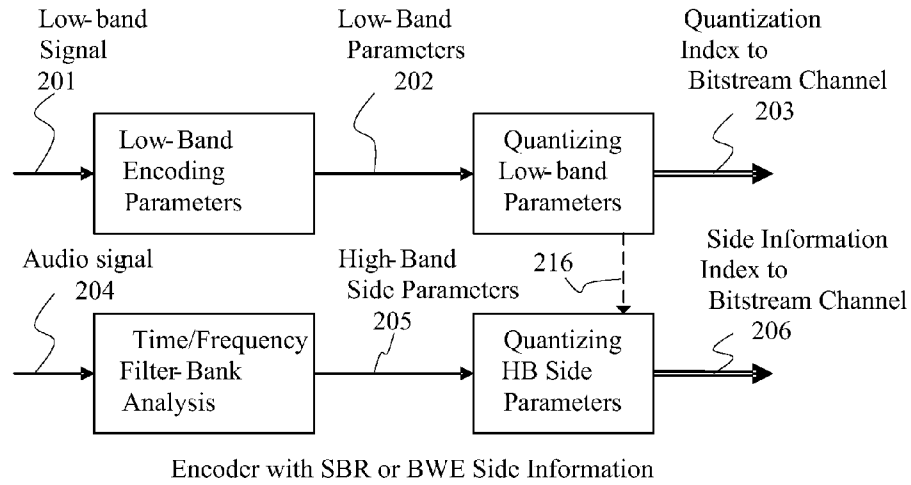 Low-band
Signal
201
Low-Band
Parameters
202
Quantization
Index to
Bitstream Channel
203
Low-Band
Encoding
Parameters
Quantizing
Low-band
Parameters
Audio signal
204
High-Band
Side Parameters
205
216
Side Information
Index to
Bitstream Channel
206
Time/Frequency
Filter-Bank
Analysis
Quantizing
HB Side
Parameters
Encoder with SBR or BWE Side Information